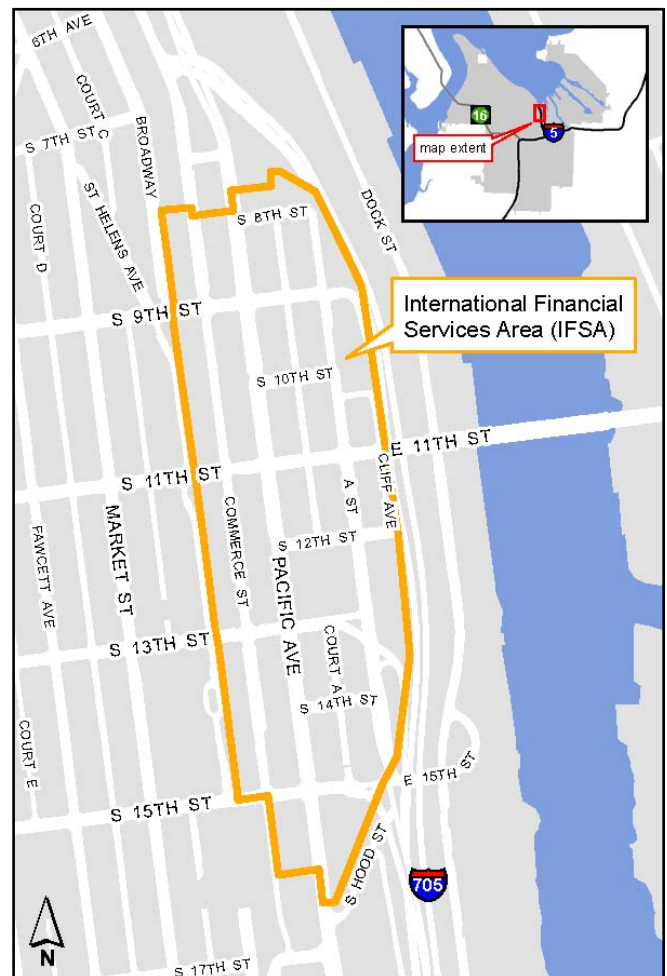 6TH AVE
COURT C
S 7TH ST
BROADWAY
ST HELENS AVE
COURT D
16
5
map extent
DOCK ST
S 8TH ST
S 9TH ST
International Financial
Services Area (IFSA)
S 10TH ST
E 11TH ST
S 11TH ST
CLIFF AVE
A ST
COMMERCE ST
MARKET ST
FAWCETT AVE
S 12TH ST
PACIFIC AVE
S 13TH ST
COURT A
S 14TH ST
COURT E
E 15TH ST
S 15TH ST
S HOOD ST
705
N
S 17TH ST